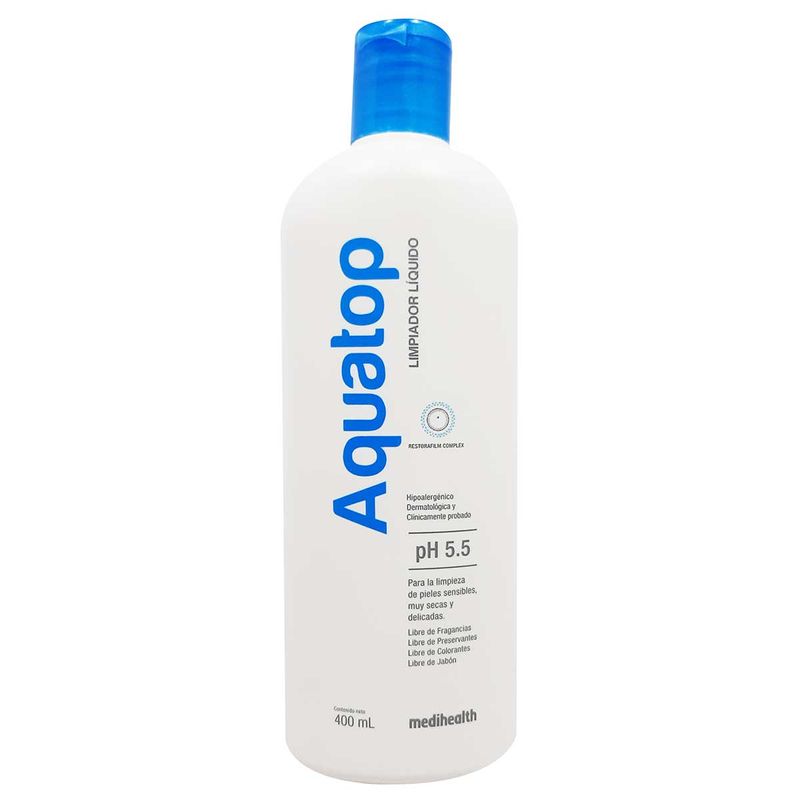 Aquatop
LIMPIADOR LÍQUIDO
RESTORAFILM COMPLEX
Hipoalergénico
Dermatológica y
Clínicamente probado
pH 5.5
Para la limpieza
de pieles sensibles,
muy secas y
delicadas.
Libre de Fragancias
Libre de Preservantes
Libre de Colorantes
Libre de Jabón
Contenido neto
400 mL
medihealth